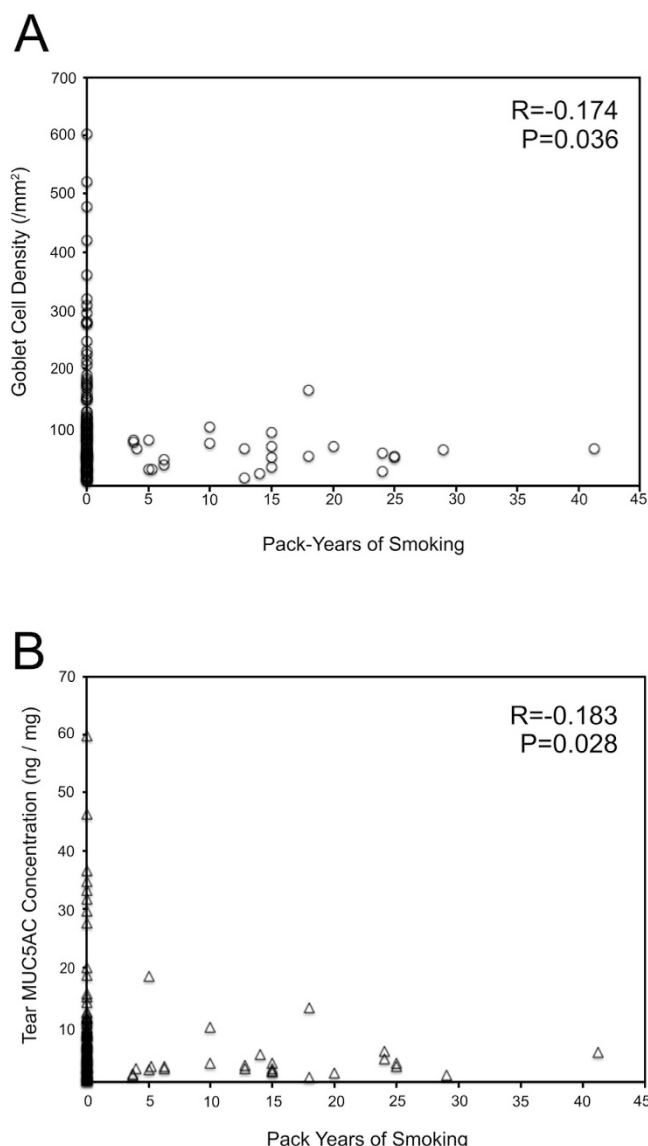 A
700
600
500
400
300
200
100
Goblet Cell Density (/mm²)
R=-0.174
P=0.036
0 5 10 15 20 25 30 35 40 45
Pack-Years of Smoking
B
70
60
50
40
30
20
10
Tear MUC5AC Concentration (ng / mg)
R=-0.183
P=0.028
0 5 10 15 20 25 30 35 40 45
Pack Years of Smoking